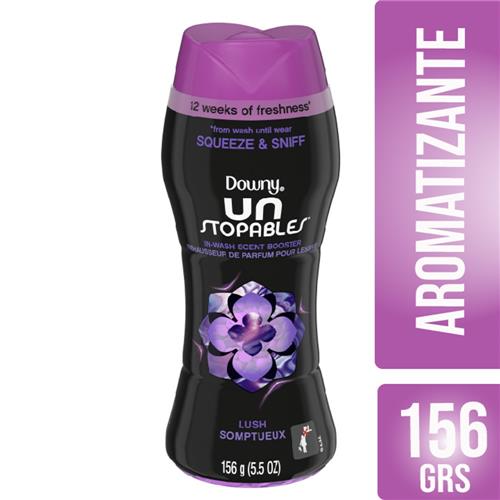 12 weeks of freshness*
*from wash until wear
SQUEEZE & SNIFF
Downy®
UN
STOPABLES
IN-WASH SCENT BOOSTER
LUSH
SOMPTUEUX
156 g (5.5 OZ)
AROMATIZANTE
156
GRS